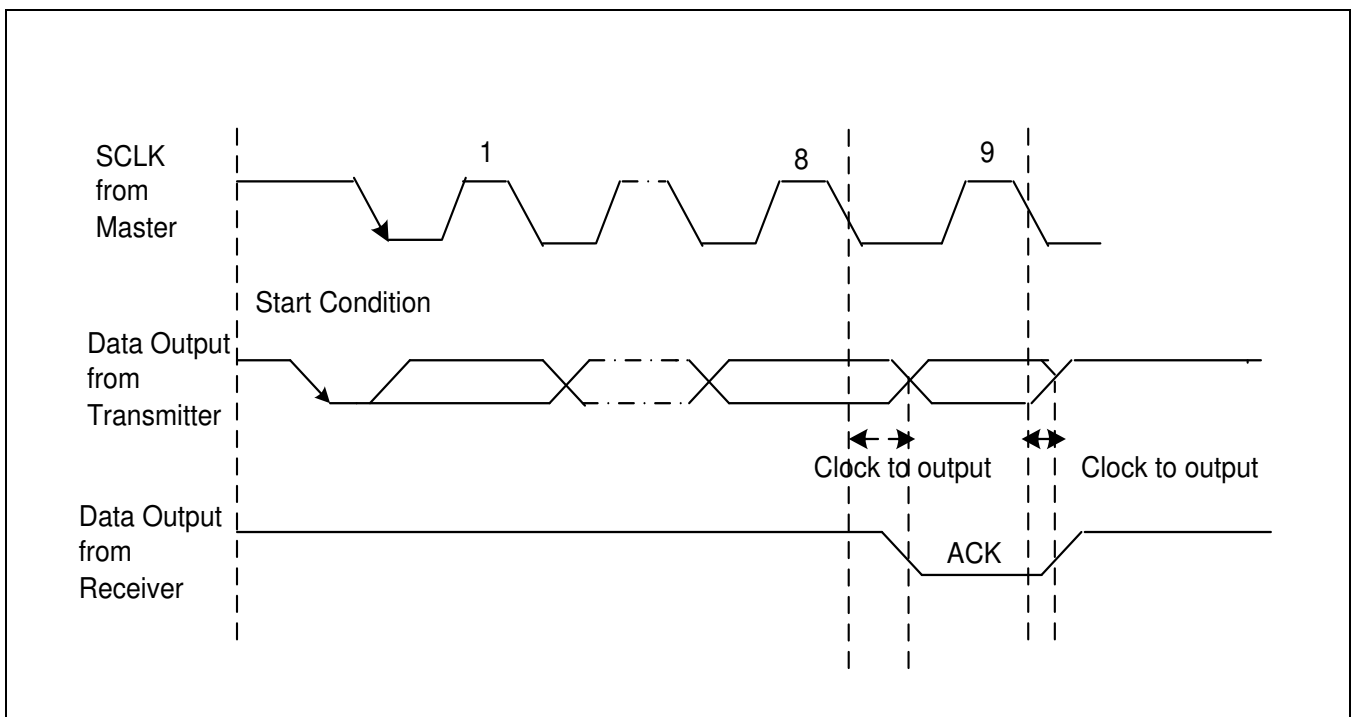 SCLK
from
Master
1
8
9
Start Condition
Data Output
from
Transmitter
Clock to output
Clock to output
Data Output
from
Receiver
ACK